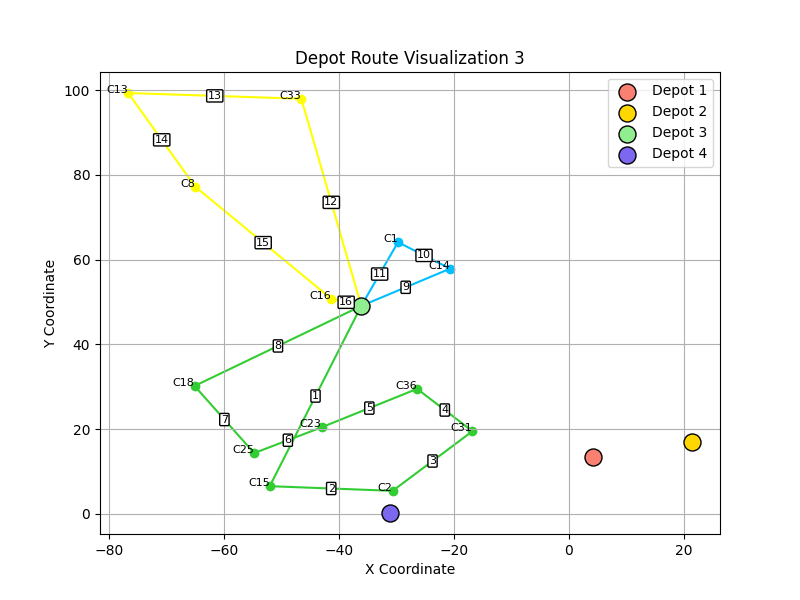 Depot Route Visualization 3
Depot 1
Depot 2
Depot 3
Depot 4
Y Coordinate
100
80
60
40
20
0
C13
13
C33
14
C8
12
15
C1
10
C14
11
9
C16
16
8
C18
7
1
C36
5
4
C23
6
C25
C31
3
C15
2
C2
−80
−60
−40
−20
0
20
X Coordinate